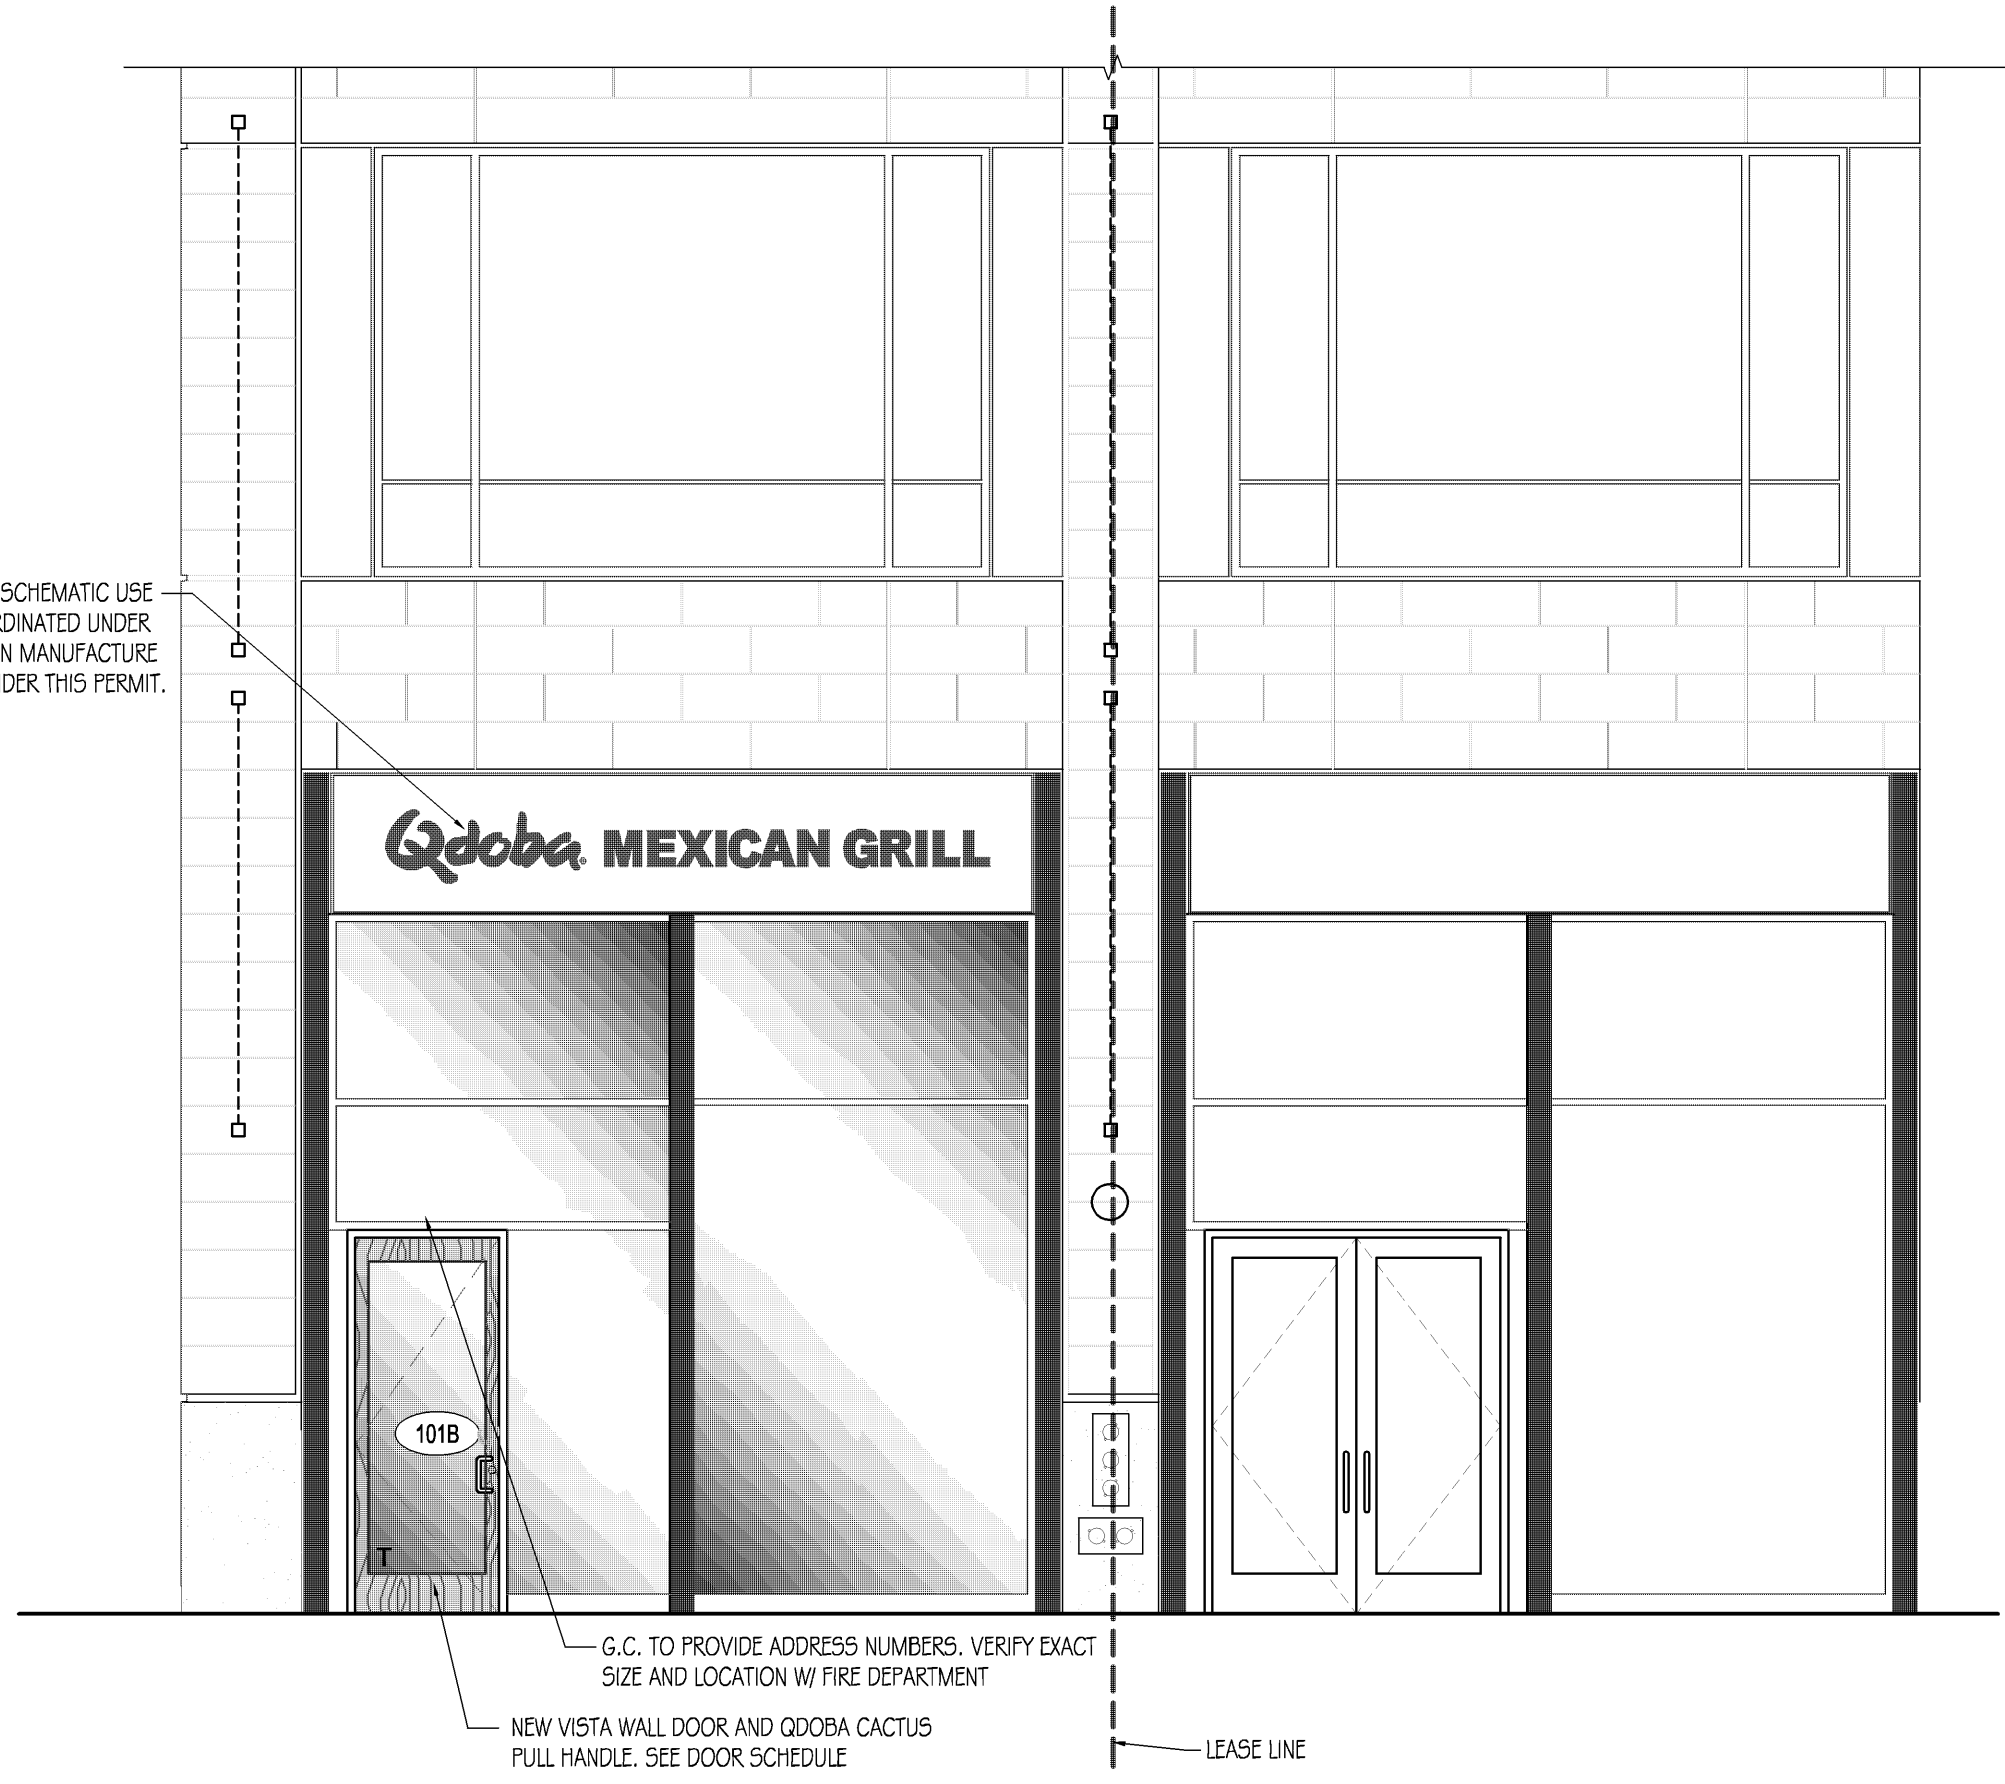 SCHEMATIC USE
RDINATED UNDER
N MANUFACTURE
DER THIS PERMIT.
Qdoba® MEXICAN GRILL
101B
T
G.C. TO PROVIDE ADDRESS NUMBERS. VERIFY EXACT
SIZE AND LOCATION W/ FIRE DEPARTMENT
NEW VISTA WALL DOOR AND QDOBA CACTUS
PULL HANDLE. SEE DOOR SCHEDULE
LEASE LINE